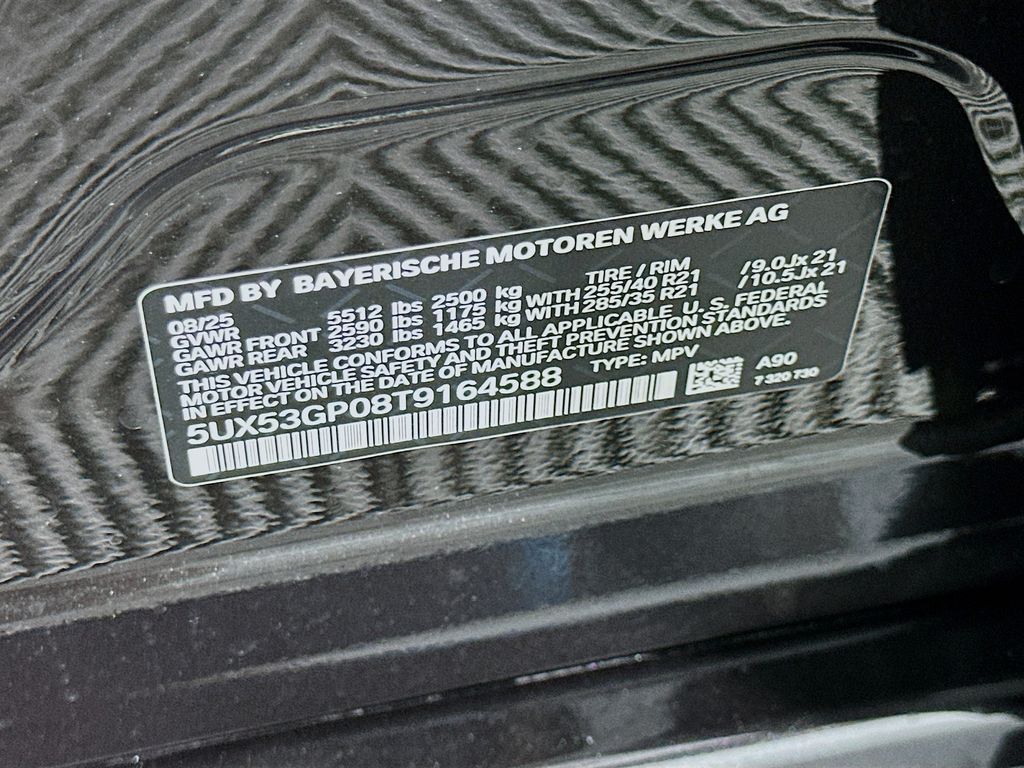 MFD BY BAYERISCHE MOTOREN WERKE AG
08/25 TIRE / RIM
GVWR 5512 lbs 2500 kg
GAWR FRONT 2590 lbs 1175 kg WITH 255/40 R21 /9.0Jx21
GAWR REAR 3230 lbs 1465 kg WITH 285/35 R21 /10.5Jx21
THIS VEHICLE CONFORMS TO ALL APPLICABLE U. S. FEDERAL
MOTOR VEHICLE SAFETY AND THEFT PREVENTION STANDARDS
IN EFFECT ON THE DATE OF MANUFACTURE SHOWN ABOVE.
5UX53GP08T9164588 TYPE: MPV A90
7 320 730